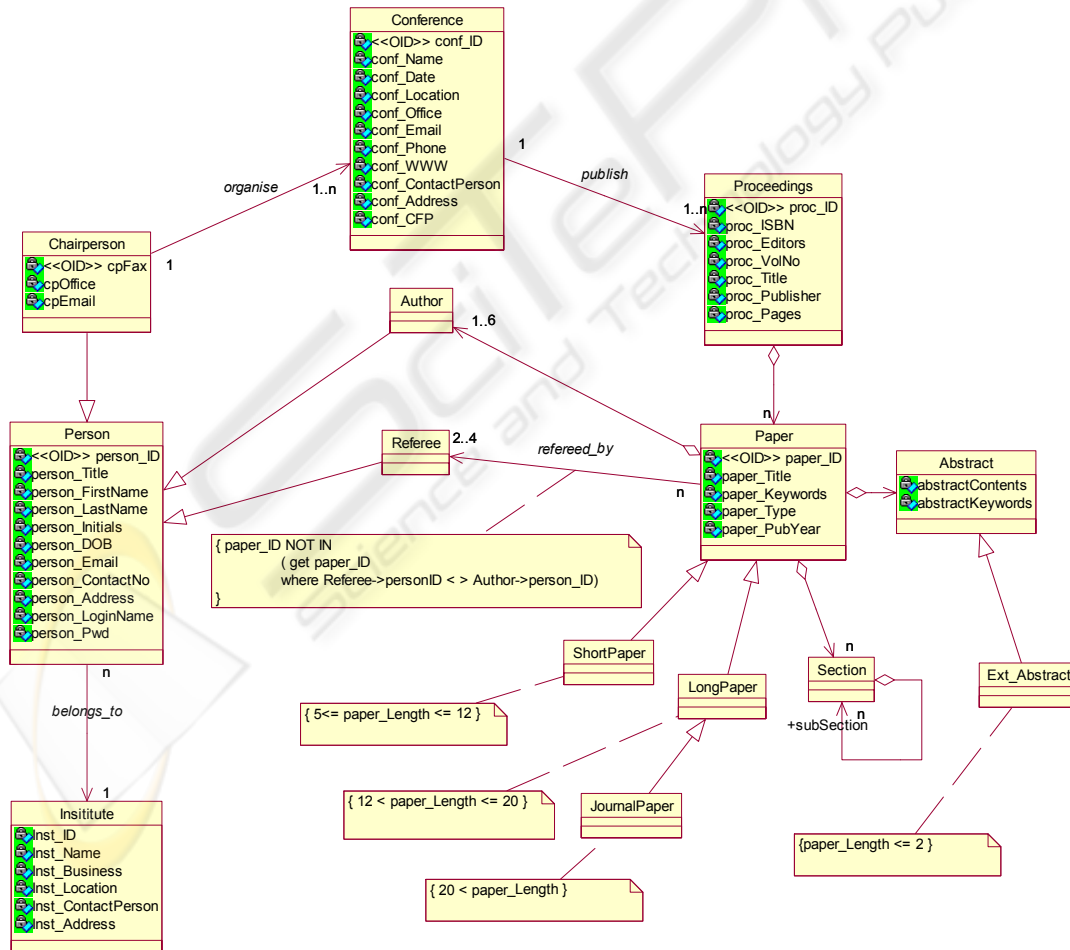 Conference
<<OID>> conf_ID
conf_Name
conf_Date
conf_Location
conf_Office
conf_Email
conf_Phone
conf_WWW
conf_ContactPerson
conf_Address
conf_CFP
organise
1..n
1
1
publish
1..n
Proceedings
<<OID>> proc_ID
proc_ISBN
proc_Editors
proc_VolNo
proc_Title
proc_Publisher
proc_Pages
Chairperson
<<OID>> cpFax
cpOffice
cpEmail
Author
1..6
n
Person
<<OID>> person_ID
person_Title
person_FirstName
person_LastName
person_Initials
person_DOB
person_Email
person_ContactNo
person_Address
person_LoginName
person_Pwd
Referee
2..4
refereed_by
n
Paper
<<OID>> paper_ID
paper_Title
paper_Keywords
paper_Type
paper_PubYear
Abstract
abstractContents
abstractKeywords
{ paper_ID NOT IN
( get paper_ID
where Referee->personID < > Author->person_ID)
}
ShortPaper
{ 5<= paper_Length <= 12 }
LongPaper
{ 12 < paper_Length <= 20 }
JournalPaper
{ 20 < paper_Length }
n
Section
n
+subSection
Ext_Abstract
{paper_Length <= 2 }
n
belongs_to
1
Insititute
Inst_ID
Inst_Name
Inst_Business
Inst_Location
Inst_ContactPerson
Inst_Address
Science and Technology Pu